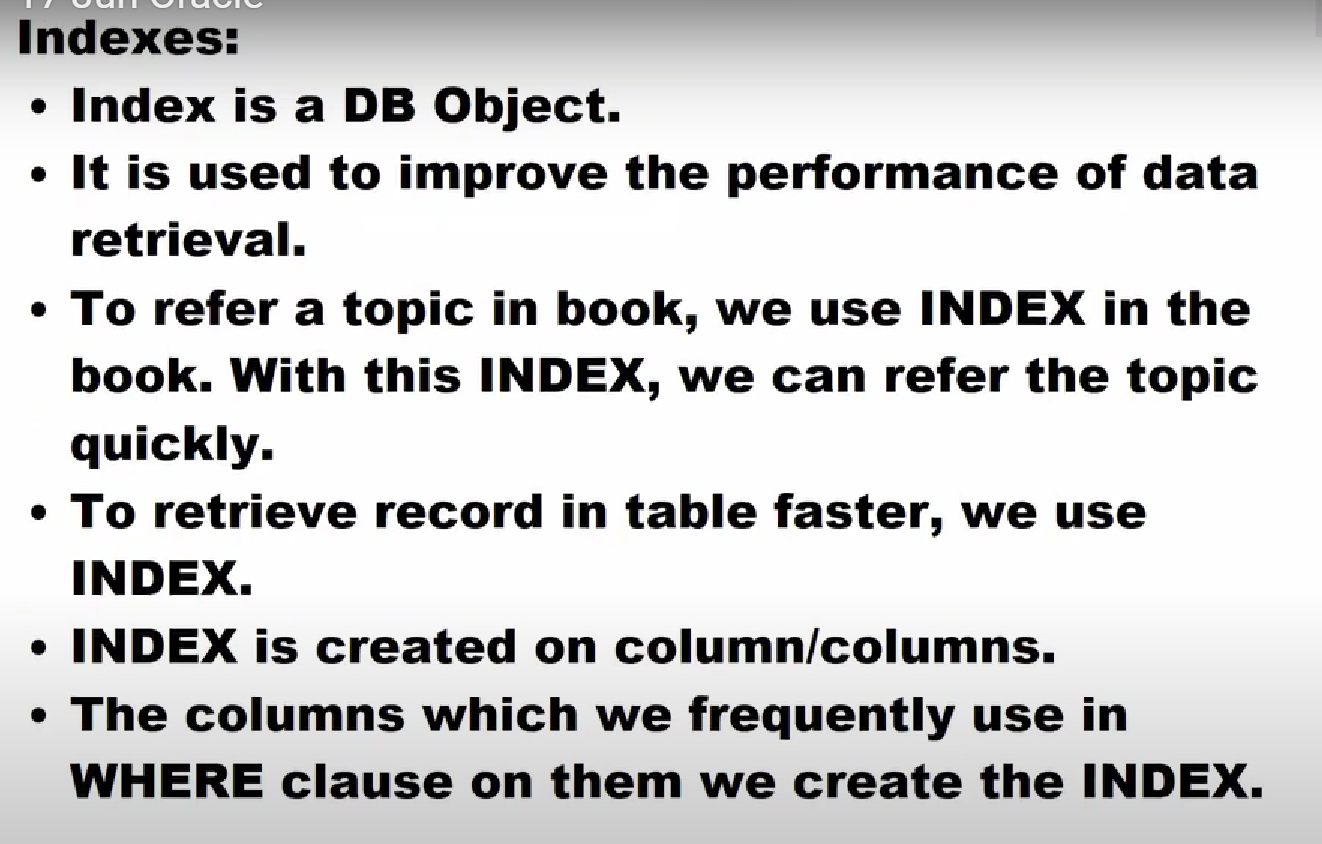 17 Jun Oracle
Indexes:
• Index is a DB Object.
• It is used to improve the performance of data
retrieval.
• To refer a topic in book, we use INDEX in the
book. With this INDEX, we can refer the topic
quickly.
• To retrieve record in table faster, we use
INDEX.
• INDEX is created on column/columns.
• The columns which we frequently use in
WHERE clause on them we create the INDEX.